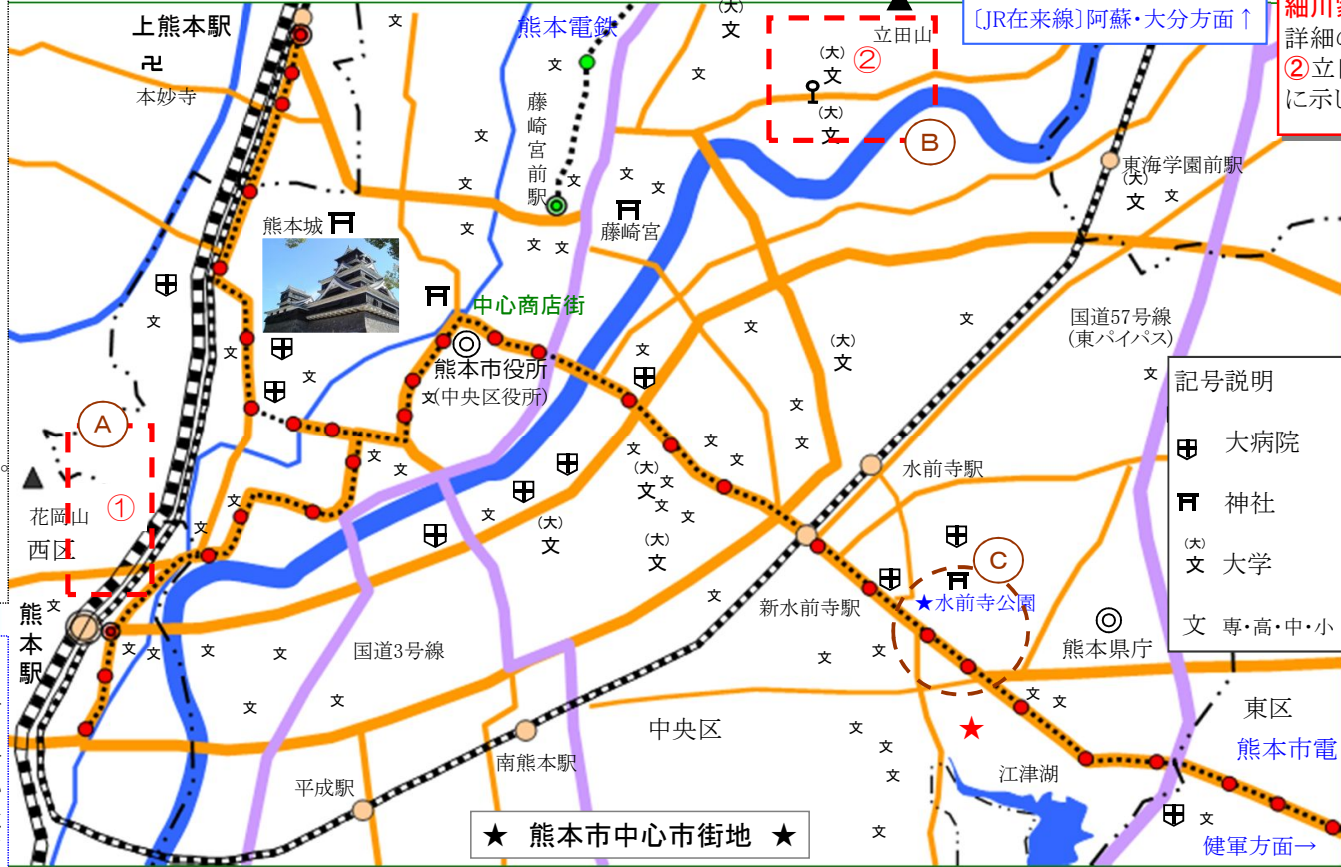 上熊本駅
卍
本妙寺
熊本電鉄
藤崎宮前駅
(大)
文
立田山
②
〔JR在来線〕阿蘇・大分方面↑
細川
詳細
②立
に示
B
東海学園前駅
(大)
文
熊本城
藤崎宮
中心商店街
熊本市役所
(中央区役所)
国道57号線
(東バイパス)
記号説明
大病院
神社
(大)
文 大学
文 専・高・中・小
A
①
花岡山
西区
熊本駅
水前寺駅
新水前寺駅
C
★水前寺公園
熊本県庁
国道3号線
中央区
東区
熊本市電
南熊本駅
平成駅
江津湖
★ 熊本市中心市街地 ★
健軍方面→